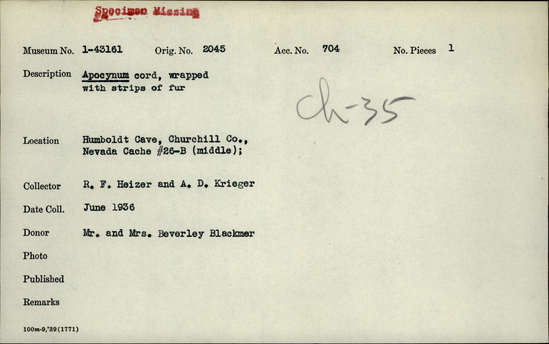 Specimen Missing
Museum No. 1-43161 Orig. No. 2045 Acc. No. 704 No. Pieces 1
Description Apocynum cord, wrapped
with strips of fur
Ch-35
Location Humboldt Cave, Churchill Co.,
Nevada Cache #26-B (middle);
Collector R. F. Heizer and A. D. Krieger
Date Coll. June 1936
Donor Mr. and Mrs. Beverley Blackmer
Photo
Published
Remarks
100m-9,'39(1771)